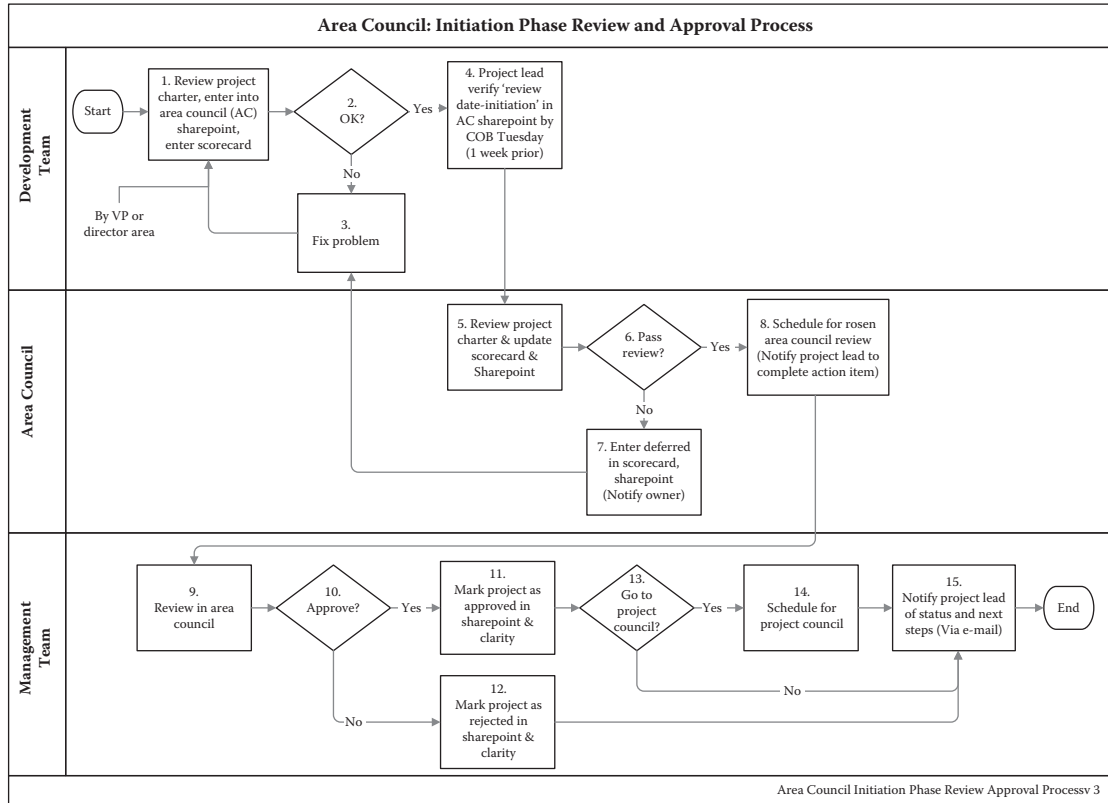 Area Council: Initiation Phase Review and Approval Process
Development
Team
Start
1. Review project
charter, enter into
area council (AC)
sharepoint,
enter scorecard
2.
OK?
Yes
No
4. Project lead
verify ‘review
date-initiation’ in
AC sharepoint by
COB Tuesday
(1 week prior)
By VP or
director area
3.
Fix problem
Area Council
5. Review project
charter & update
scorecard &
Sharepoint
6. Pass
review?
Yes
No
8. Schedule for rosen
area council review
(Notify project lead to
complete action item)
7. Enter deferred
in scorecard,
sharepoint
(Notify owner)
Management
Team
9.
Review in area
council
10.
Approve?
Yes
No
11.
Mark project as
approved in
sharepoint &
clarity
13.
Go to
project
council?
Yes
No
14.
Schedule for
project council
15.
Notify project lead
of status and next
steps (Via e-mail)
End
12.
Mark project as
rejected in
sharepoint &
clarity
Area Council Initiation Phase Review Approval Processv 3